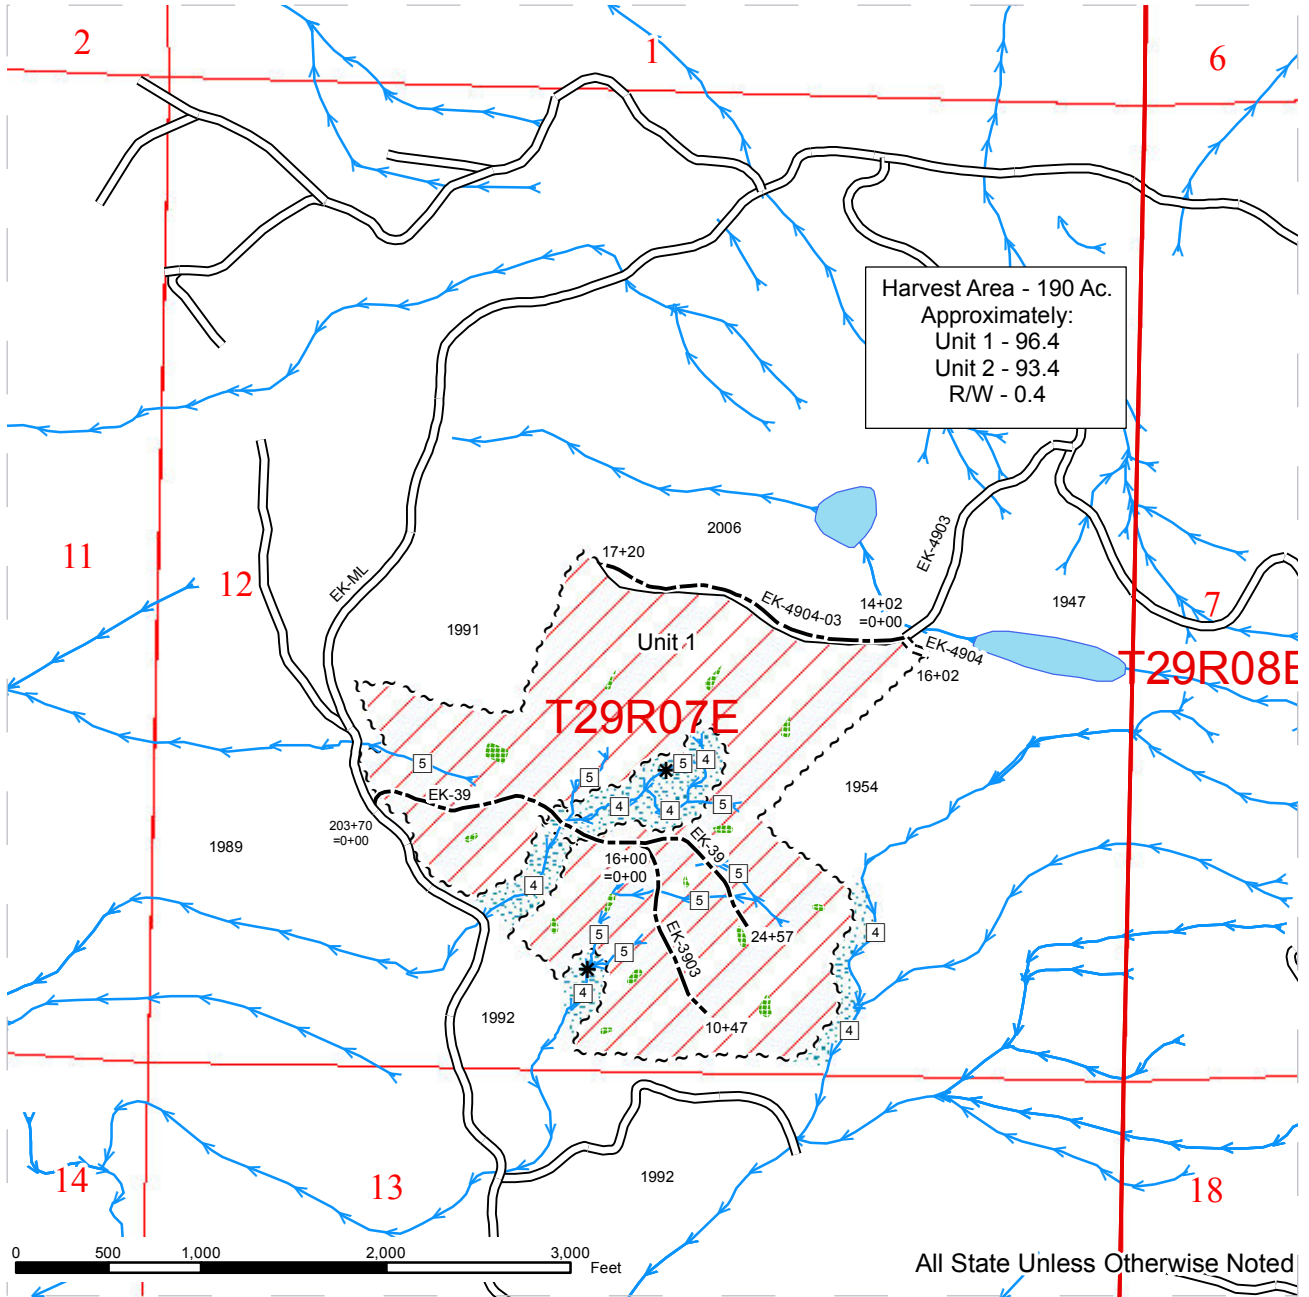 2
1
6
Harvest Area - 190 Ac.
Approximately:
Unit 1 - 96.4
Unit 2 - 93.4
R/W - 0.4
2006
EK-4903
17+20
11
12
EK-ML
EK-4904-03
14+02
=0+00
1947
7
1991
Unit 1
EK-4904
16+02
T29R08E
T29R07E
5
5
5
4
EK-39
4
4
5
1954
203+70
=0+00
1989
EK-39
16+00
=0+00
5
4
5
5
4
24+57
EK-3903
5
4
1992
10+47
4
14
13
1992
18
0
500
1,000
2,000
3,000
Feet
All State Unless Otherwise Noted